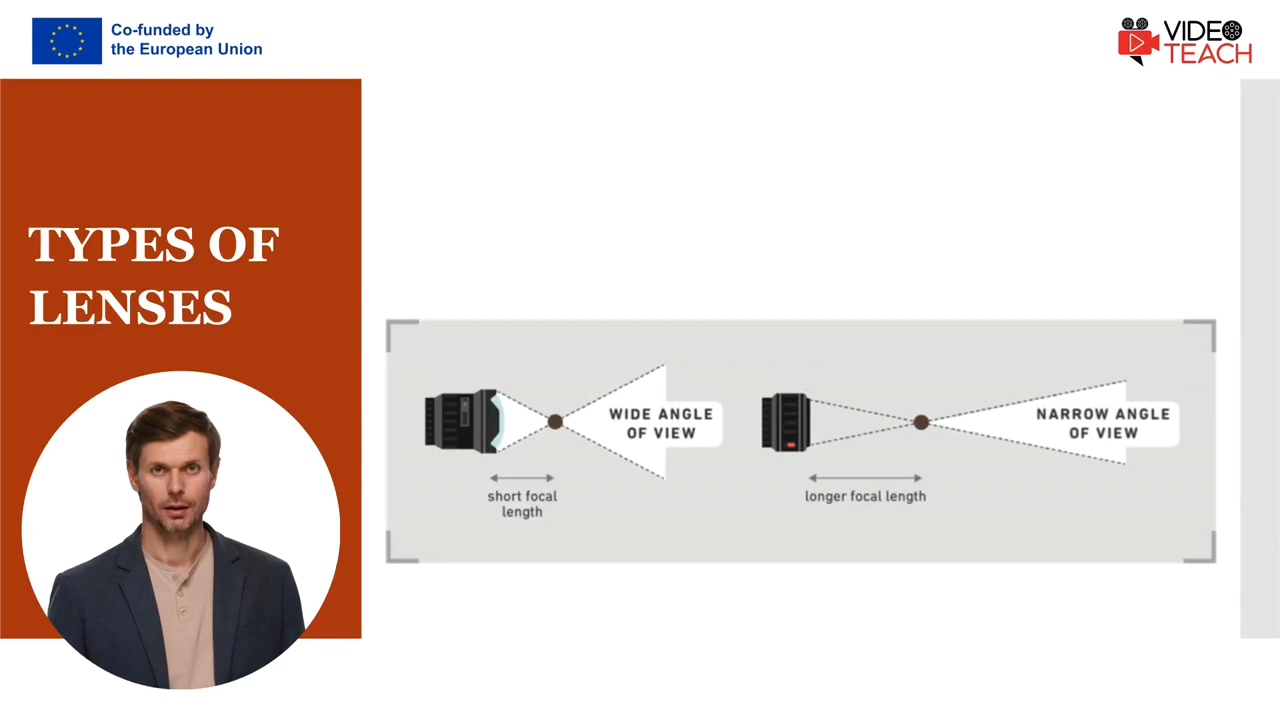 Co-funded by
the European Union
VIDEO
TEACH
TYPES OF
LENSES
WIDE ANGLE
OF VIEW
short focal
length
NARROW ANGLE
OF VIEW
longer focal length